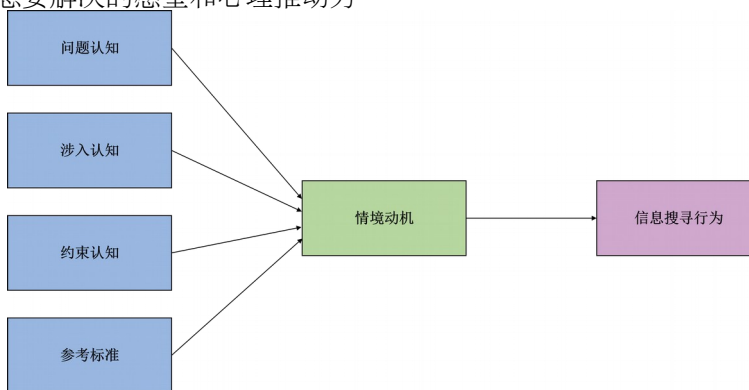 您要解决的愿望和心理推动力
问题认知
涉入认知
约束认知
参考标准
情境动机
信息搜寻行为